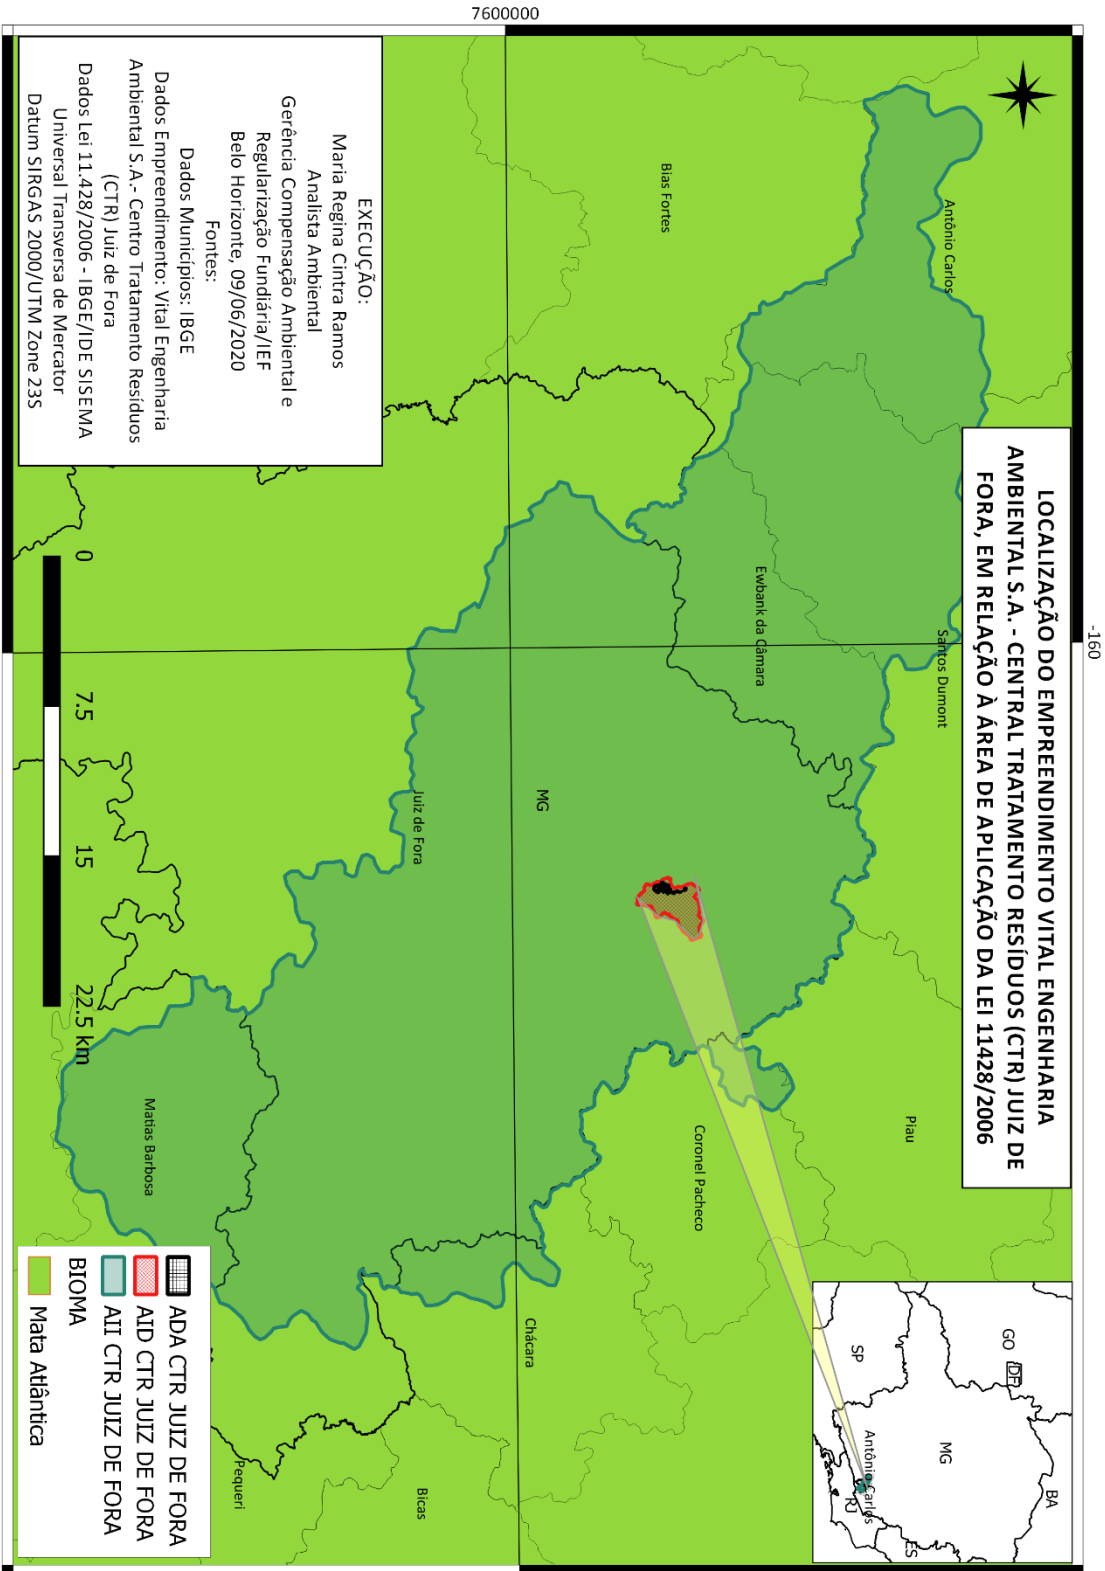 LOCALIZAÇÃO DO EMPREENDIMENTO VITAL ENGENHARIA
AMBIENTAL S.A. - CENTRAL TRATAMENTO RESÍDUOS (CTR) JUIZ DE
FORA, EM RELAÇÃO À ÁREA DE APLICAÇÃO DA LEI 11428/2006
-160
7600000
Antônio Carlos
Santos Dumont
Bias Fortes
Ewbank da Câmara
Piau
MG
Juiz de Fora
Coronel Pacheco
Chácara
Matias Barbosa
Bicas
Pequeri
GO
DF
BA
MG
SP
Antônio Carlos
RJ
ES
EXECUÇÃO:
Maria Regina Cintra Ramos
Analista Ambiental
Gerência Compensação Ambiental e
Regularização Fundiária/IEF
Belo Horizonte, 09/06/2020
Fontes:
Dados Municípios: IBGE
Dados Empreendimento: Vital Engenharia
Ambiental S.A.- Centro Tratamento Resíduos
(CTR) Juiz de Fora
Dados Lei 11.428/2006 - IBGE/IDE SISEMA
Universal Transversa de Mercator
Datum SIRGAS 2000/UTM Zone 23S
0 7.5 15 22.5 km
ADA CTR JUIZ DE FORA
AID CTR JUIZ DE FORA
AII CTR JUIZ DE FORA
BIOMA
Mata Atlântica